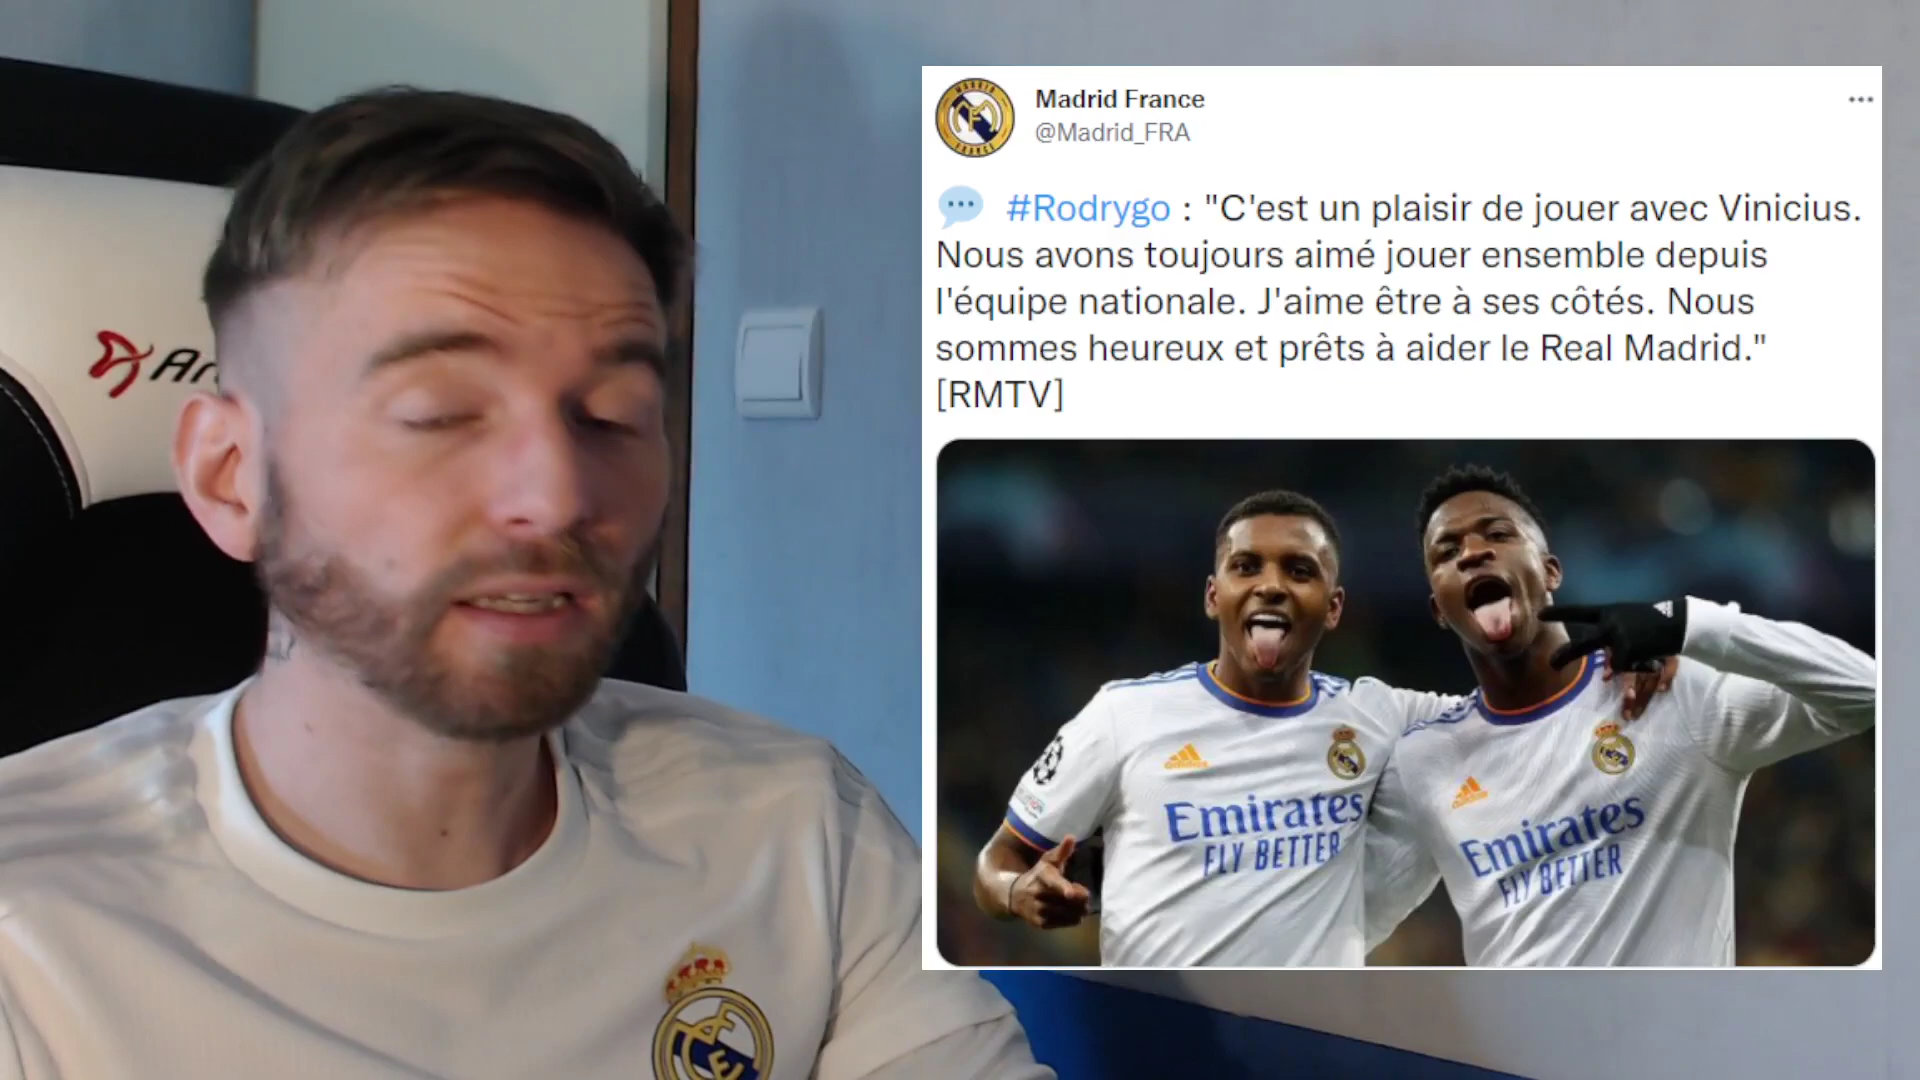 Madrid France
@Madrid_FRA
#Rodrygo : "C'est un plaisir de jouer avec Vinicius.
Nous avons toujours aimé jouer ensemble depuis
l'équipe nationale. J'aime être à ses côtés. Nous
sommes heureux et prêts à aider le Real Madrid."
[RMTV]
adidas
Emirates
FLY BETTER
adidas
Emirates
FLY BETTER